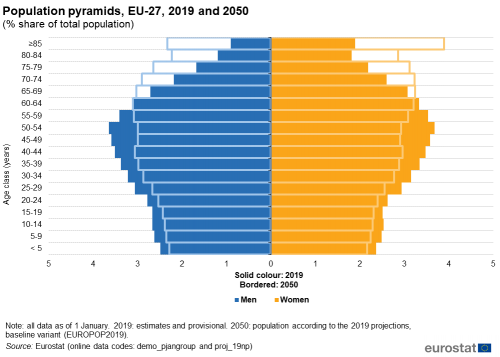 Population pyramids, EU-27, 2019 and 2050
(% share of total population)
Age class (years)
≥85
80-84
75-79
70-74
65-69
60-64
55-59
50-54
45-49
40-44
35-39
30-34
25-29
20-24
15-19
10-14
5-9
< 5
5 4 3 2 1 0 1 2 3 4 5
Solid colour: 2019
Bordered: 2050
Men Women
Note: all data as of 1 January. 2019: estimates and provisional. 2050: population according to the 2019 projections,
baseline variant (EUROPOP2019).
Source: Eurostat (online data codes: demo_pjangroup and proj_19np)
eurostat